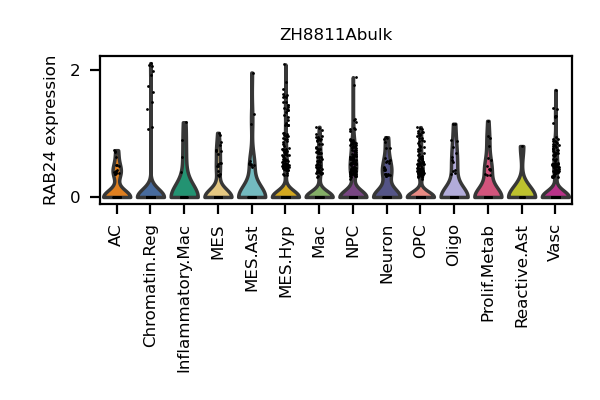 ZH8811Abulk
RAB24 expression
2
0
AC
Chromatin.Reg
Inflammatory.Mac
MES
MES.Ast
MES.Hyp
Mac
NPC
Neuron
OPC
Oligo
Prolif.Metab
Reactive.Ast
Vasc